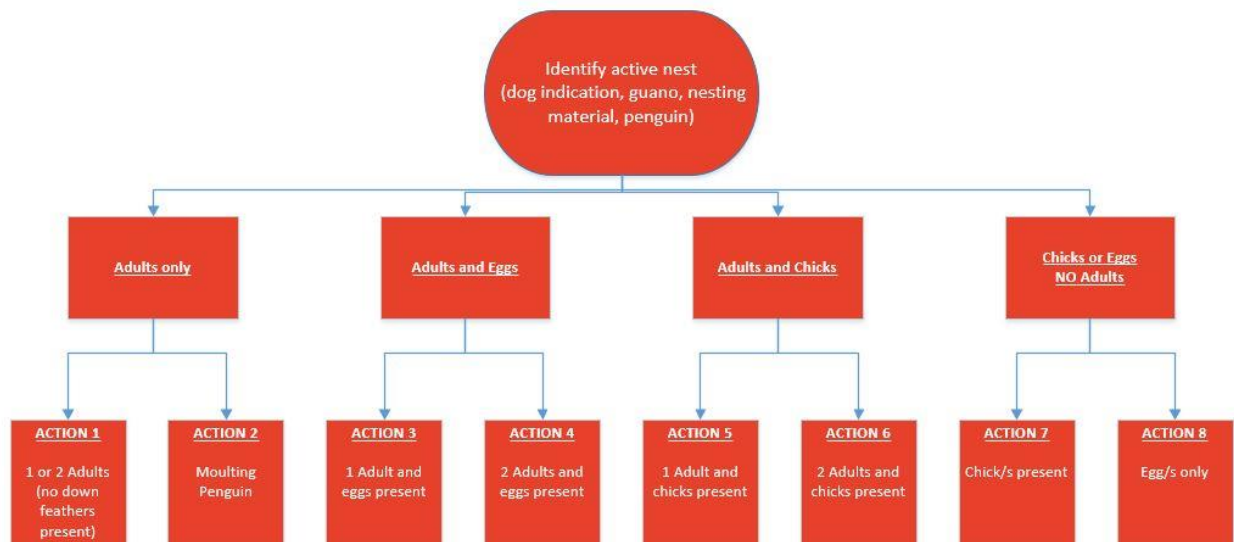 Identify active nest
(dog indication, guano, nesting
material, penguin)
Adults only
Adults and Eggs
Adults and Chicks
Chicks or Eggs
NO Adults
ACTION 1
1 or 2 Adults
(no down
feathers
present)
ACTION 2
Moulting
Penguin
ACTION 3
1 Adult and
eggs present
ACTION 4
2 Adults and
eggs present
ACTION 5
1 Adult and
chicks present
ACTION 6
2 Adults and
chicks present
ACTION 7
Chick/s present
ACTION 8
Egg/s only